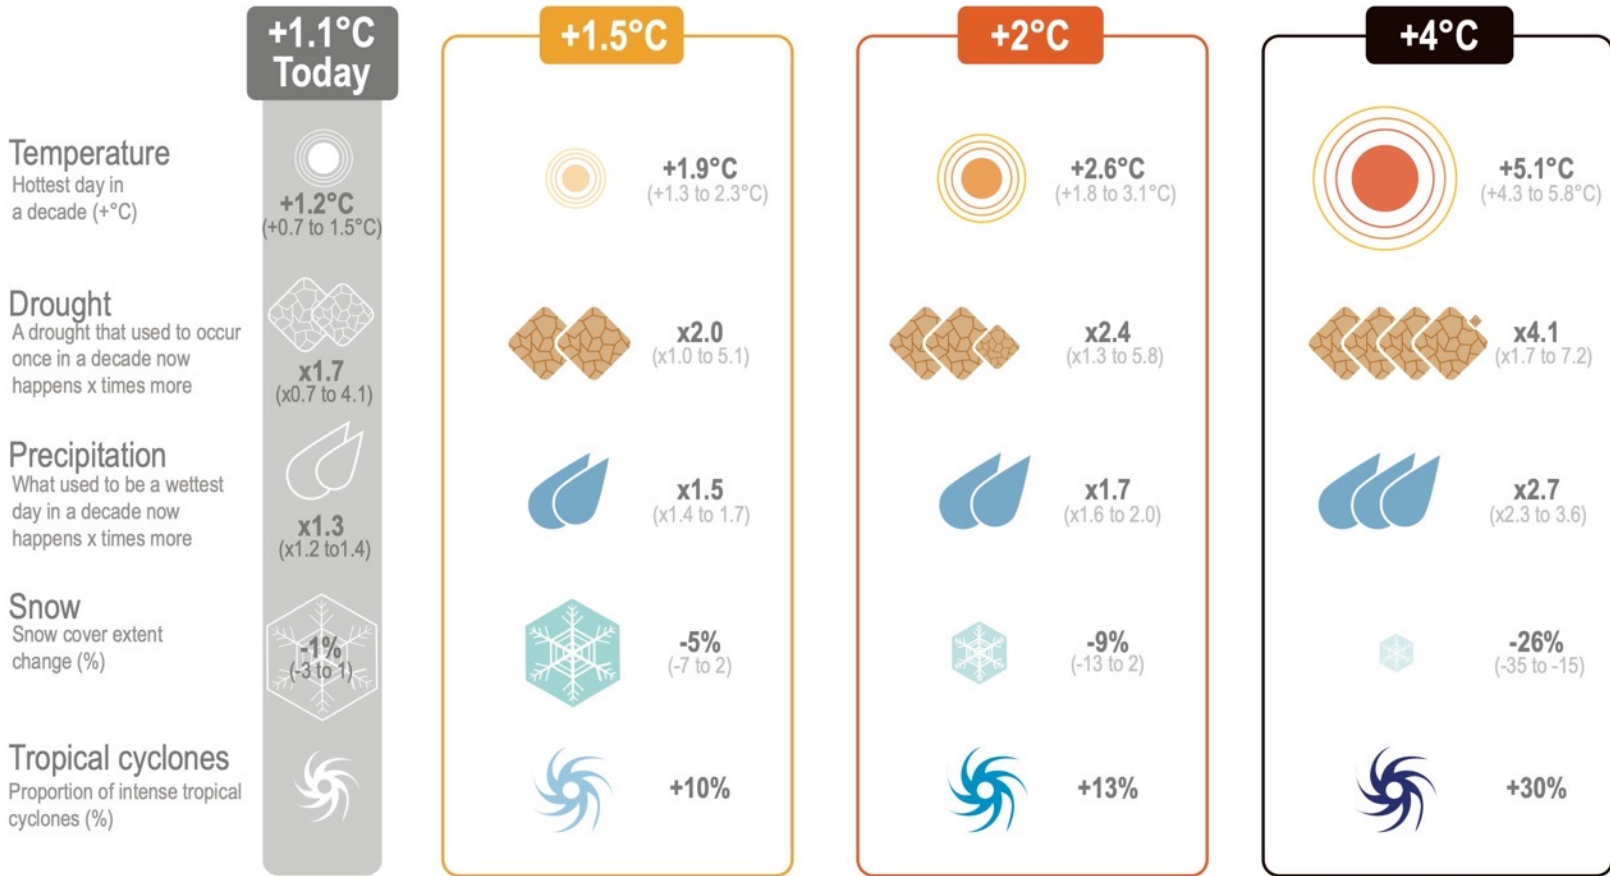 +1.1°C
Today
+1.5°C
+2°C
+4°C
Temperature
Hottest day in
a decade (+°C)
+1.2°C
(+0.7 to 1.5°C)
+1.9°C
(+1.3 to 2.3°C)
+2.6°C
(+1.8 to 3.1°C)
+5.1°C
(+4.3 to 5.8°C)
Drought
A drought that used to occur
once in a decade now
happens x times more
x1.7
(x0.7 to 4.1)
x2.0
(x1.0 to 5.1)
x2.4
(x1.3 to 5.8)
x4.1
(x1.7 to 7.2)
Precipitation
What used to be a wettest
day in a decade now
happens x times more
x1.3
(x1.2 to1.4)
x1.5
(x1.4 to 1.7)
x1.7
(x1.6 to 2.0)
x2.7
(x2.3 to 3.6)
Snow
Snow cover extent
change (%)
-1%
(-3 to 1)
-5%
(-7 to 2)
-9%
(-13 to 2)
-26%
(-35 to -15)
Tropical cyclones
Proportion of intense tropical
cyclones (%)
+10%
+13%
+30%